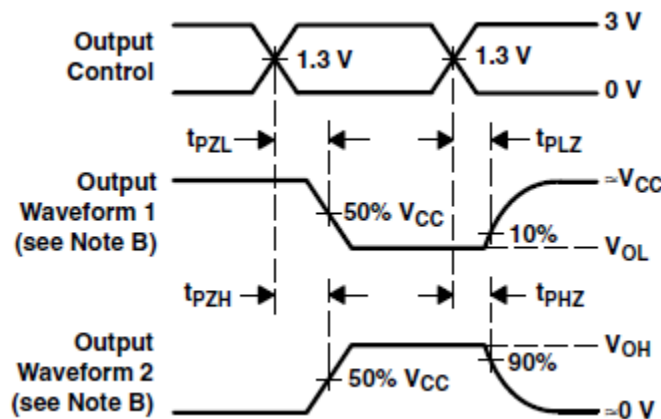 Output
Control
1.3 V
1.3 V
3 V
0 V
tPZL
tPLZ
Output
Waveform 1
(see Note B)
50% VCC
10%
≈VCC
VOL
tPZH
tPHZ
Output
Waveform 2
(see Note B)
50% VCC
90%
VOH
≈0 V